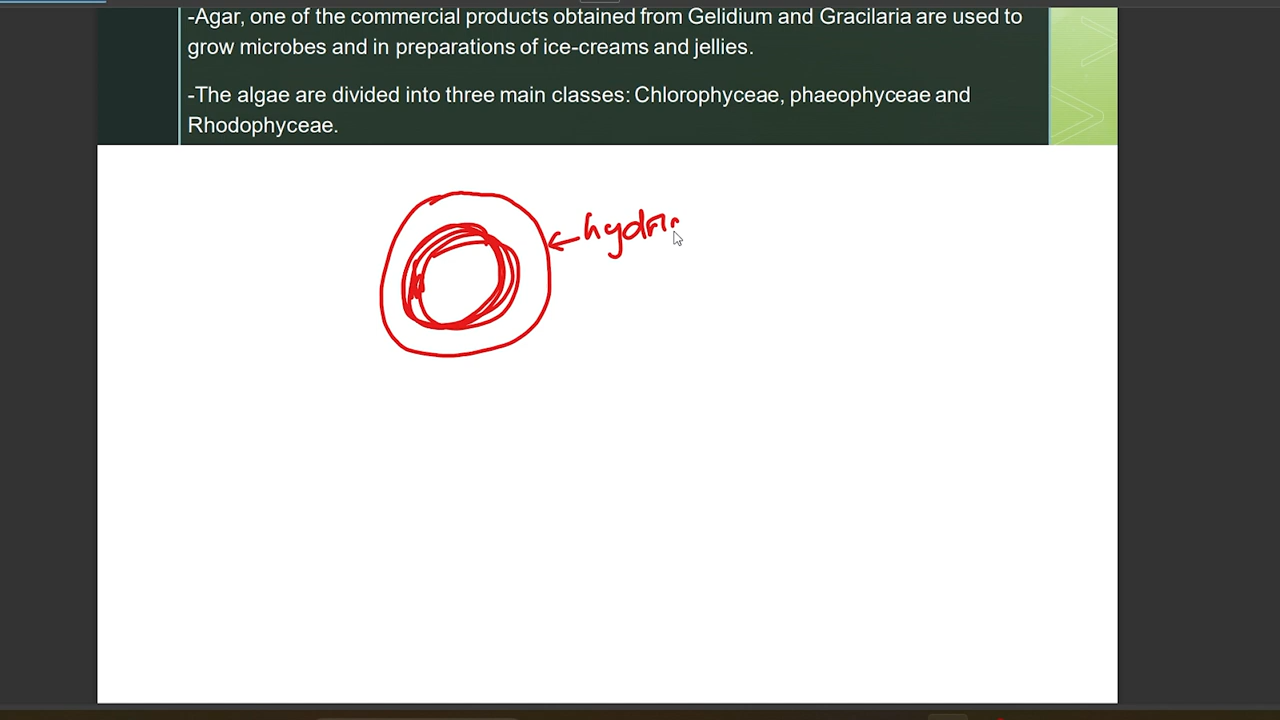 -Agar, one of the commercial products obtained from Gelidium and Gracilaria are used to
grow microbes and in preparations of ice-creams and jellies.
-The algae are divided into three main classes: Chlorophyceae, phaeophyceae and
Rhodophyceae.